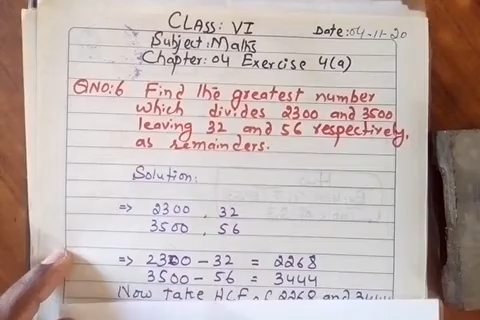 CLASS: VI
Date: 04-11-20
Subject: Maths
Chapter: 04 Exercise 4(a)
QNO:6 Find the greatest number
which divides 2300 and 3500
leaving 32 and 56 respectively,
as remainders.
Solution:
⇒ 2300, 32
3500, 56
⇒ 2300 - 32 = 2268
3500 - 56 = 3444
Now take HCF of 2268 and 3444